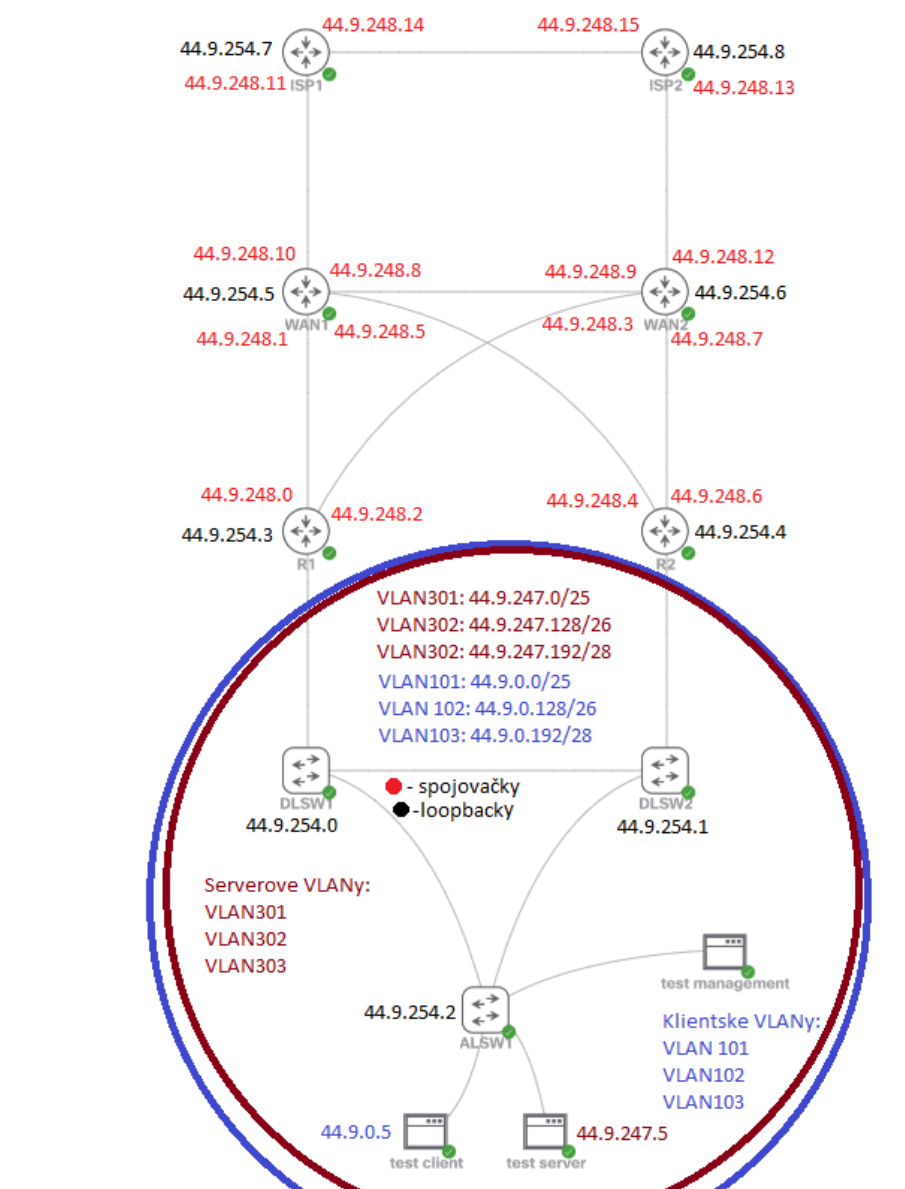 44.9.248.14
44.9.248.15
44.9.254.7
44.9.254.8
44.9.248.11
ISP1
ISP2
44.9.248.13
44.9.248.10
44.9.248.12
44.9.248.8
44.9.248.9
44.9.254.5
44.9.254.6
WAN1
WAN2
44.9.248.1
44.9.248.5
44.9.248.3
44.9.248.7
44.9.248.0
44.9.248.6
44.9.248.2
44.9.248.4
44.9.254.3
44.9.254.4
R1
R2
VLAN301: 44.9.247.0/25
VLAN302: 44.9.247.128/26
VLAN302: 44.9.247.192/28
VLAN101: 44.9.0.0/25
VLAN 102: 44.9.0.128/26
VLAN103: 44.9.0.192/28
DLSW1
DLSW2
- spojovačky
-loopbacky
44.9.254.0
44.9.254.1
Serverove VLANy:
VLAN301
VLAN302
VLAN303
test management
44.9.254.2
ALSW1
Klientske VLANy:
VLAN 101
VLAN102
VLAN103
44.9.0.5
44.9.247.5
test client
test server